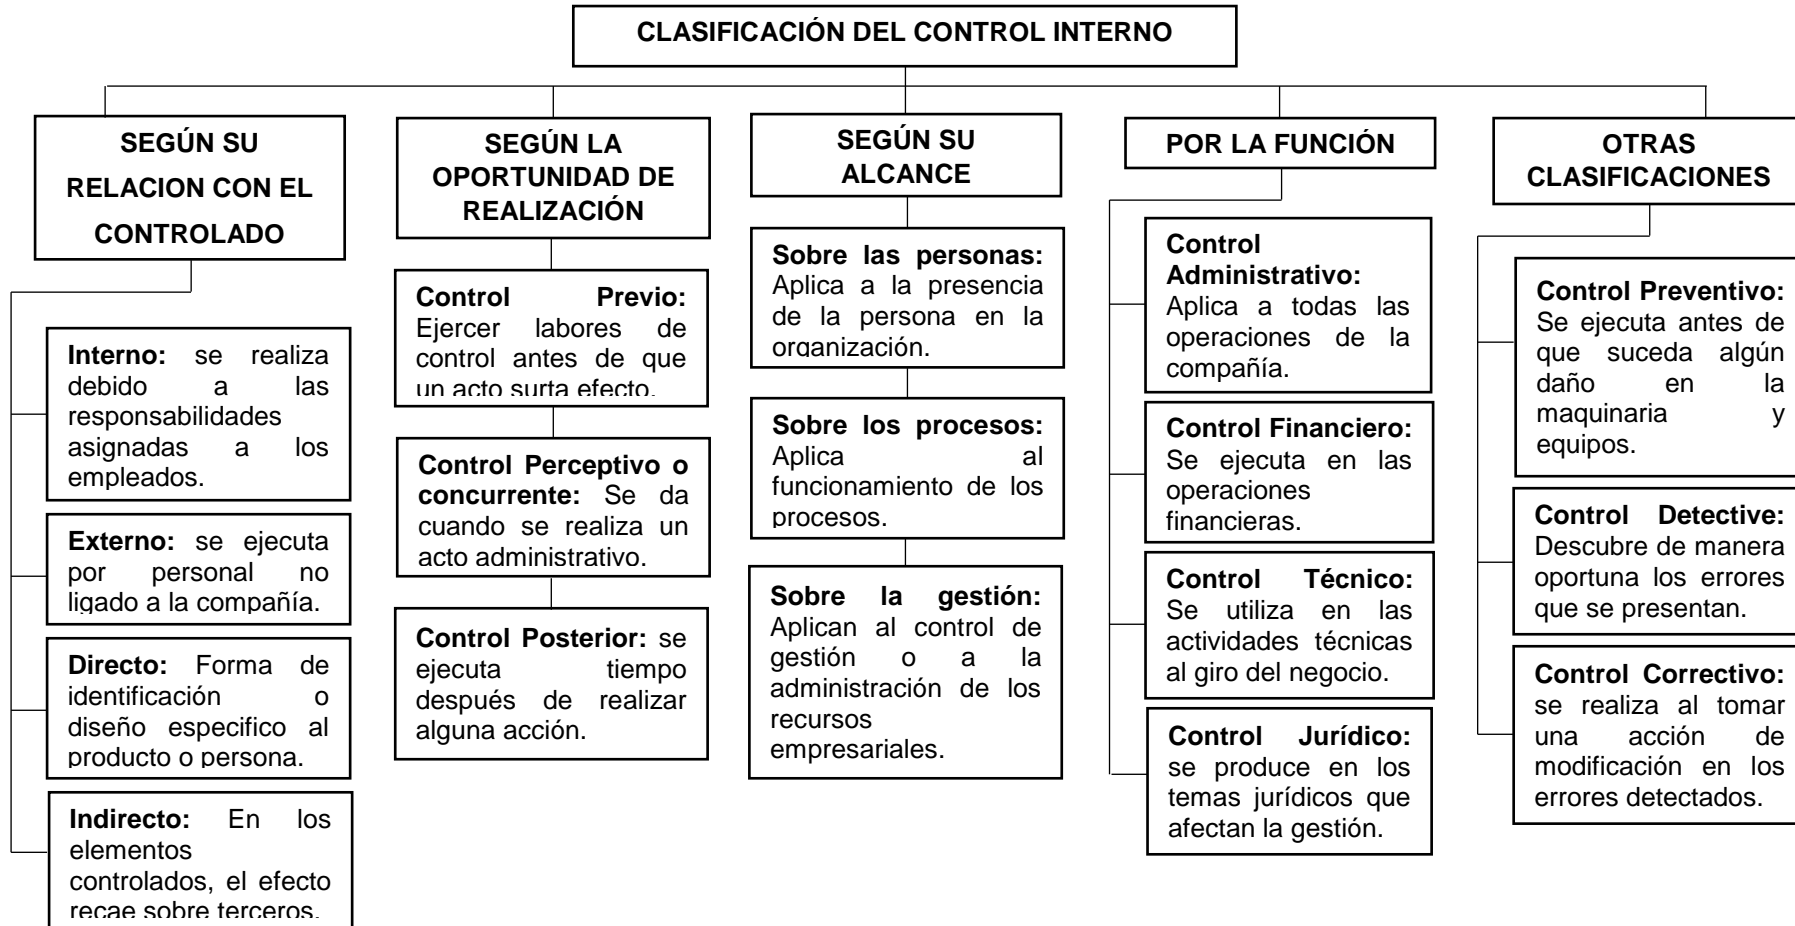 CLASIFICACIÓN DEL CONTROL INTERNO
SEGÚN SU
RELACION CON EL
CONTROLADO
Interno: se realiza
debido a las
responsabilidades
asignadas a los
empleados.
Externo: se ejecuta
por personal no
ligado a la compañía.
Directo: Forma de
identificación o
diseño especifico al
producto o persona.
Indirecto: En los
elementos
controlados, el efecto
recae sobre terceros.
SEGÚN LA
OPORTUNIDAD DE
REALIZACIÓN
Control Previo:
Ejercer labores de
control antes de que
un acto surta efecto.
Control Perceptivo o
concurrente: Se da
cuando se realiza un
acto administrativo.
Control Posterior: se
ejecuta tiempo
después de realizar
alguna acción.
SEGÚN SU
ALCANCE
Sobre las personas:
Aplica a la presencia
de la persona en la
organización.
Sobre los procesos:
Aplica al
funcionamiento de los
procesos.
Sobre la gestión:
Aplican al control de
gestión o a la
administración de los
recursos
empresariales.
POR LA FUNCIÓN
Control
Administrativo:
Aplica a todas las
operaciones de la
compañía.
Control Financiero:
Se ejecuta en las
operaciones
financieras.
Control Técnico:
Se utiliza en las
actividades técnicas
al giro del negocio.
Control Jurídico:
se produce en los
temas jurídicos que
afectan la gestión.
OTRAS
CLASIFICACIONES
Control Preventivo:
Se ejecuta antes de
que suceda algún
daño en la
maquinaria y
equipos.
Control Detective:
Descubre de manera
oportuna los errores
que se presentan.
Control Correctivo:
se realiza al tomar
una acción de
modificación en los
errores detectados.